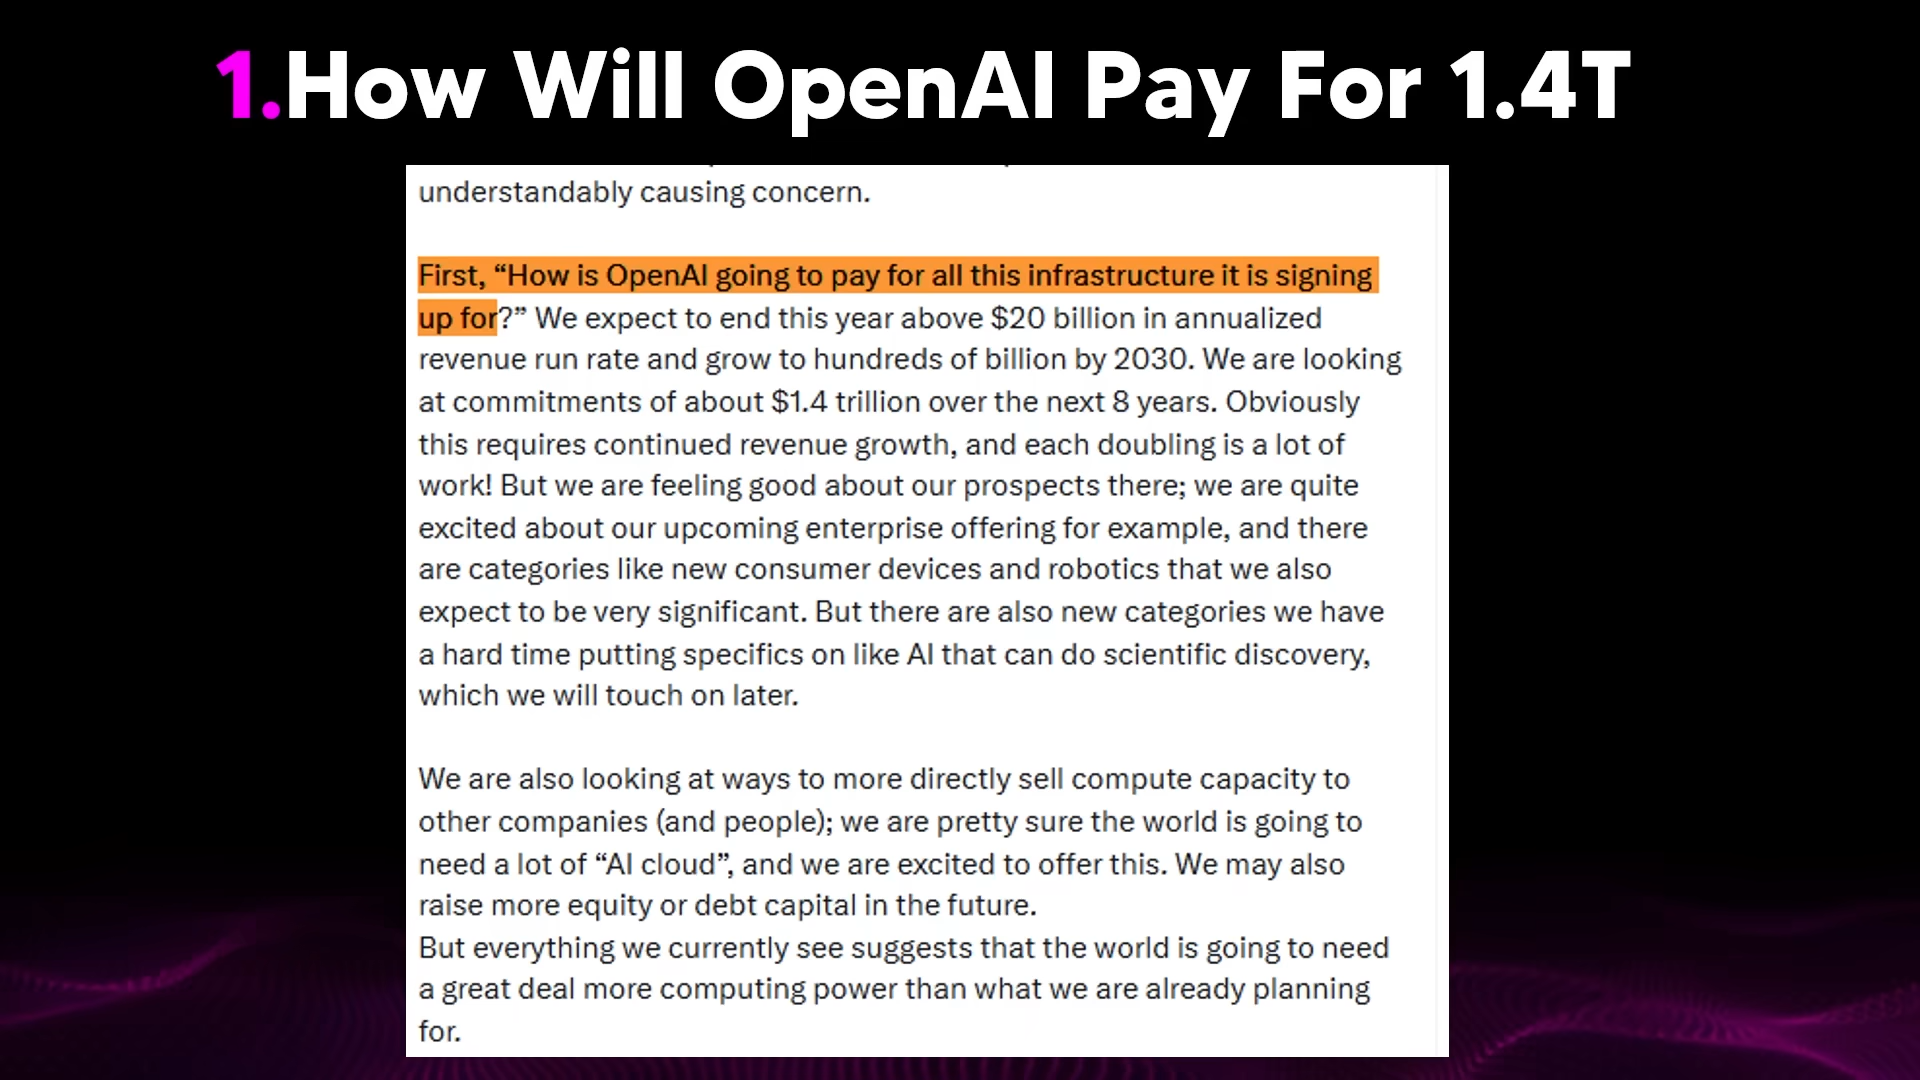 1.How Will OpenAI Pay For 1.4T
understandably causing concern.
First, “How is OpenAI going to pay for all this infrastructure it is signing
up for?” We expect to end this year above $20 billion in annualized
revenue run rate and grow to hundreds of billion by 2030. We are looking
at commitments of about $1.4 trillion over the next 8 years. Obviously
this requires continued revenue growth, and each doubling is a lot of
work! But we are feeling good about our prospects there; we are quite
excited about our upcoming enterprise offering for example, and there
are categories like new consumer devices and robotics that we also
expect to be very significant. But there are also new categories we have
a hard time putting specifics on like AI that can do scientific discovery,
which we will touch on later.
We are also looking at ways to more directly sell compute capacity to
other companies (and people); we are pretty sure the world is going to
need a lot of “AI cloud”, and we are excited to offer this. We may also
raise more equity or debt capital in the future.
But everything we currently see suggests that the world is going to need
a great deal more computing power than what we are already planning
for.